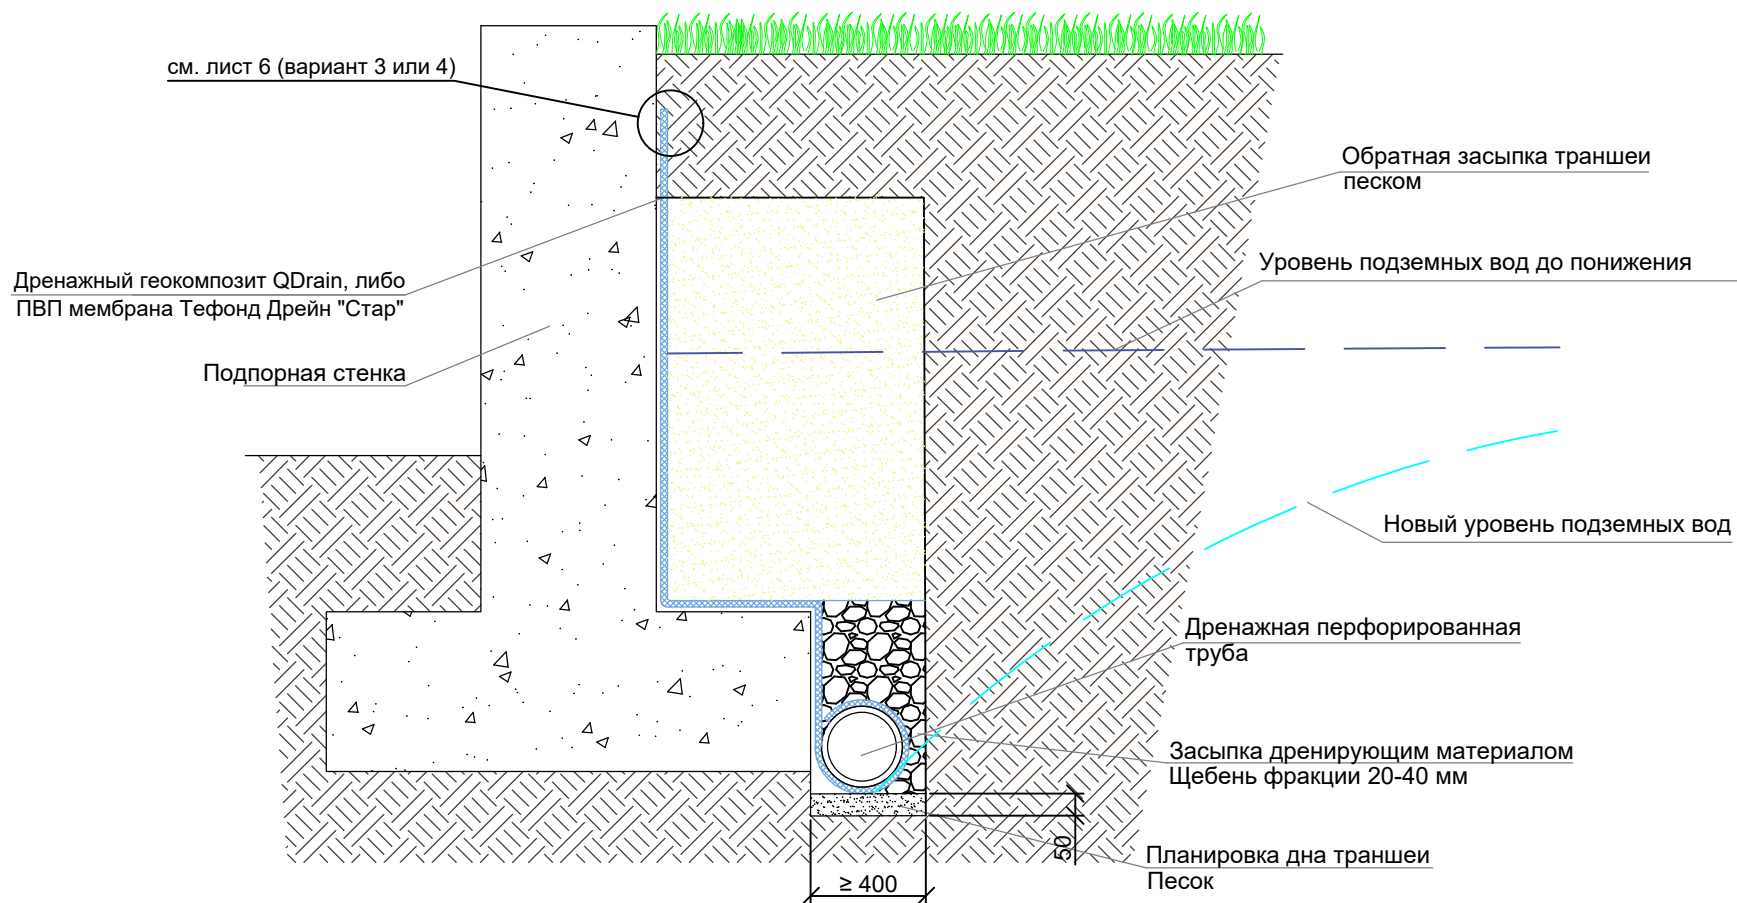 см. лист 6 (вариант 3 или 4)
Обратная засыпка траншеи
песком
Уровень подземных вод до понижения
Дренажный геокомпозит QDrain, либо
ПВП мембрана Тефонд Дрейн "Стар"
Подпорная стенка
Новый уровень подземных вод
Дренажная перфорированная
труба
Засыпка дренирующим материалом
Щебень фракции 20-40 мм
50
Планировка дна траншеи
Песок
≥ 400